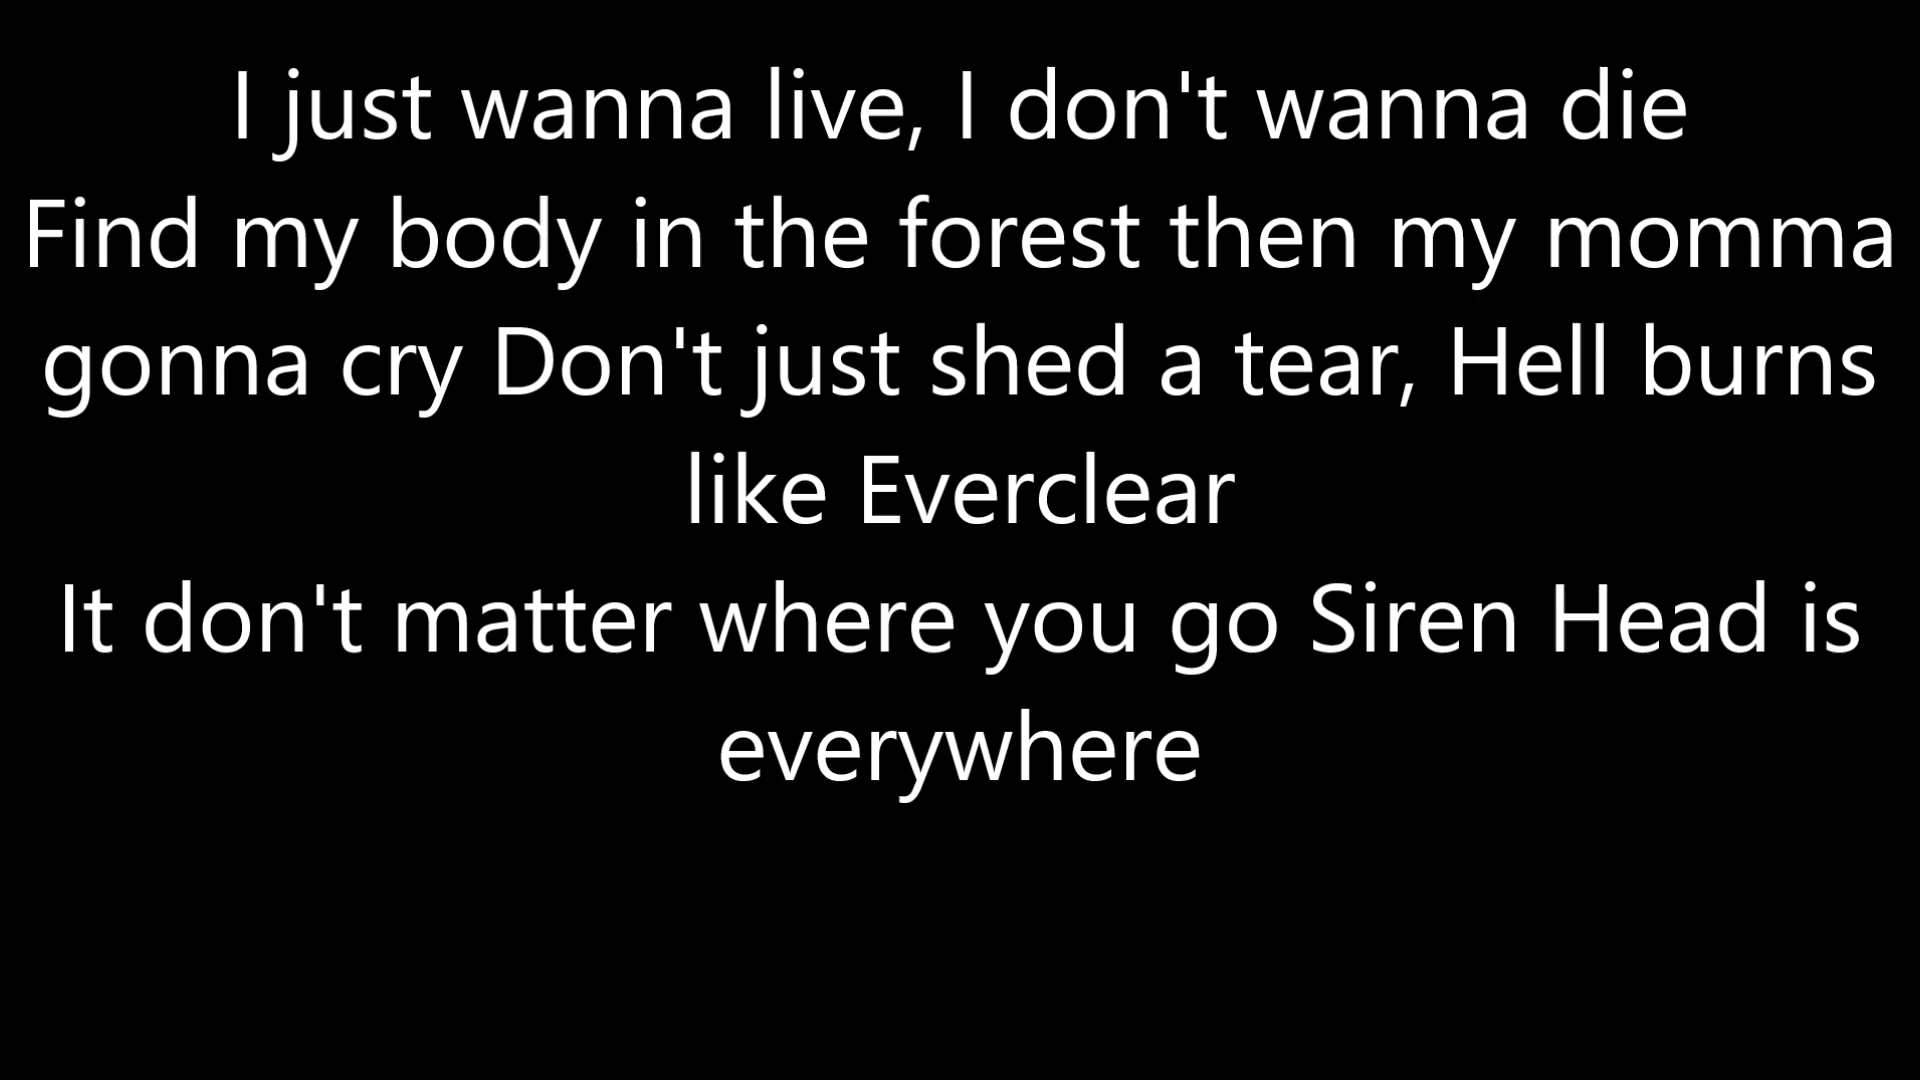 I just wanna live, I don't wanna die
Find my body in the forest then my momma
gonna cry Don't just shed a tear, Hell burns
like Everclear
It don't matter where you go Siren Head is
everywhere